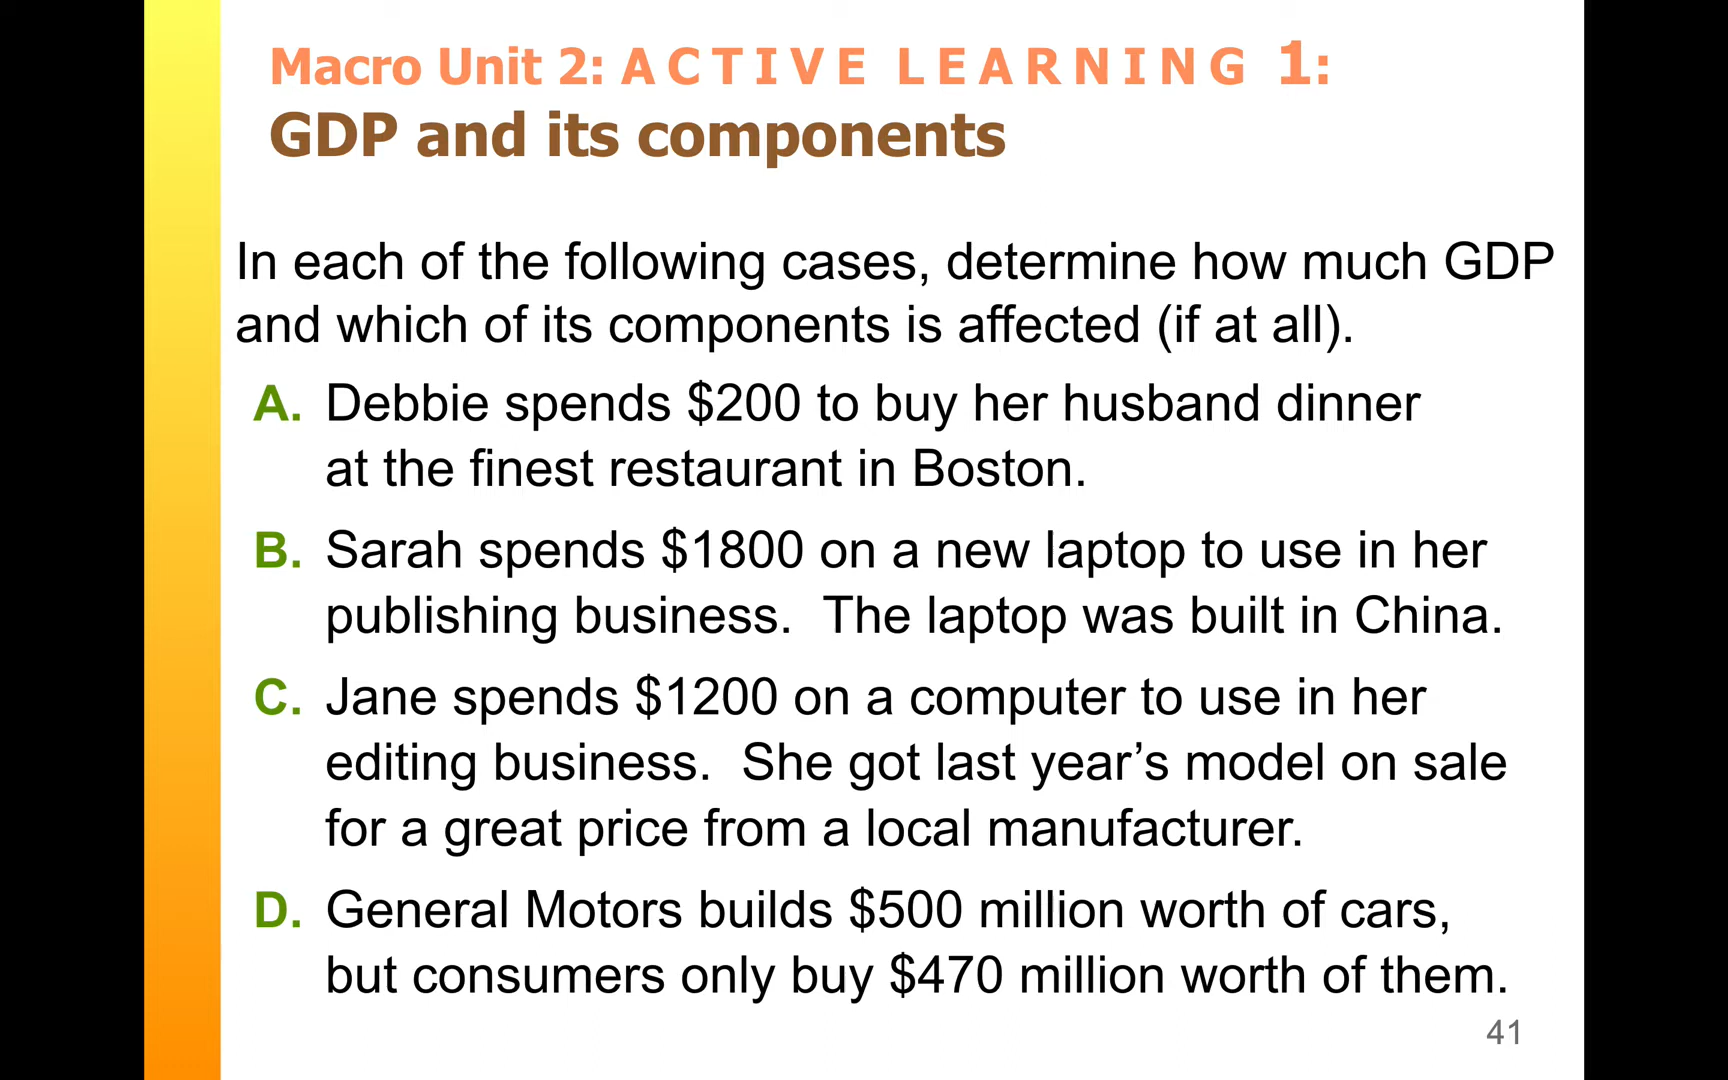 Macro Unit 2: ACTIVE LEARNING 1:
GDP and its components
In each of the following cases, determine how much GDP
and which of its components is affected (if at all).
A. Debbie spends $200 to buy her husband dinner
at the finest restaurant in Boston.
B. Sarah spends $1800 on a new laptop to use in her
publishing business.  The laptop was built in China.
C. Jane spends $1200 on a computer to use in her
editing business.  She got last year’s model on sale
for a great price from a local manufacturer.
D. General Motors builds $500 million worth of cars,
but consumers only buy $470 million worth of them.
41